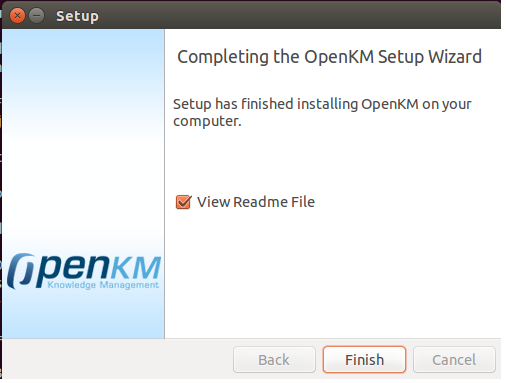 Setup
Completing the OpenKM Setup Wizard
Setup has finished installing OpenKM on your
computer.
View Readme File
OpenKM
Knowledge Management
Back
Finish
Cancel